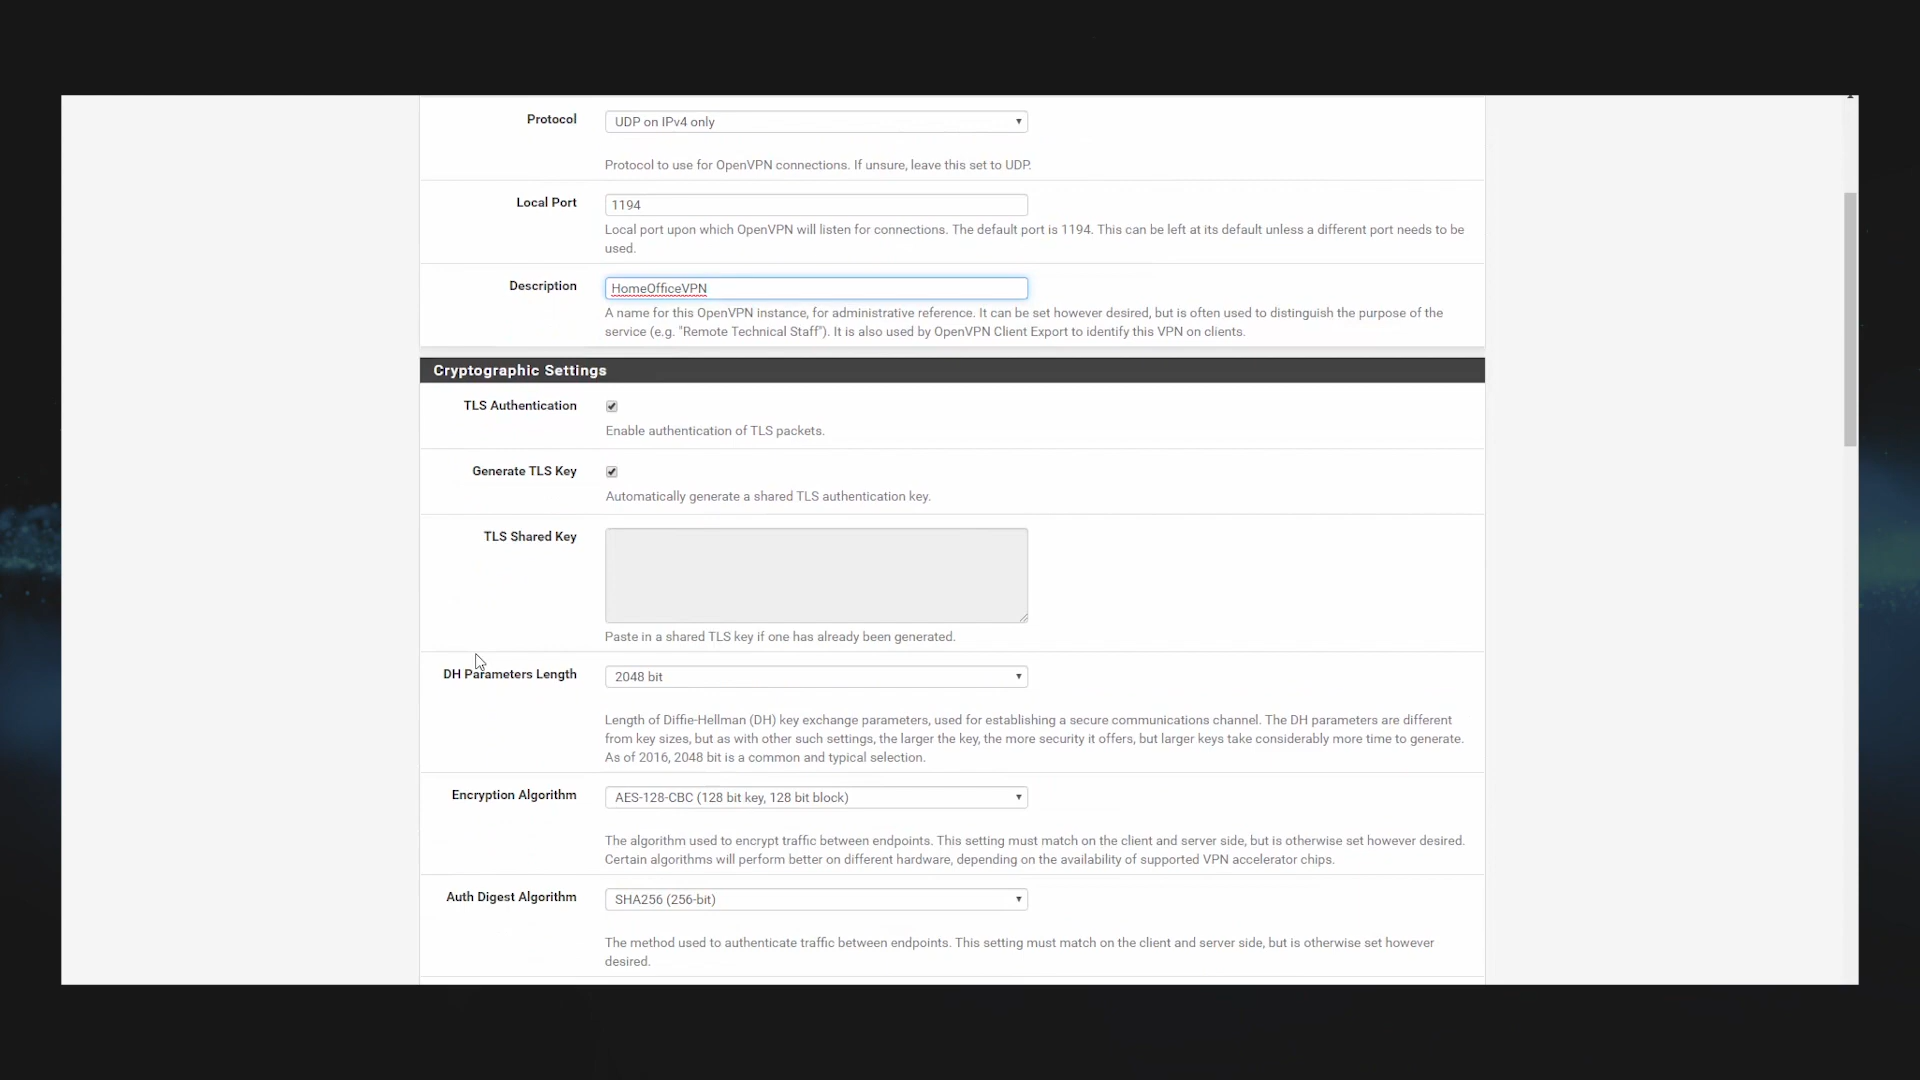 Protocol
UDP on IPv4 only
Protocol to use for OpenVPN connections. If unsure, leave this set to UDP.
Local Port
1194
Local port upon which OpenVPN will listen for connections. The default port is 1194. This can be left at its default unless a different port needs to be
used.
Description
HomeOfficeVPN
A name for this OpenVPN instance, for administrative reference. It can be set however desired, but is often used to distinguish the purpose of the
service (e.g. "Remote Technical Staff"). It is also used by OpenVPN Client Export to identify this VPN on clients.
Cryptographic Settings
TLS Authentication
Enable authentication of TLS packets.
Generate TLS Key
Automatically generate a shared TLS authentication key.
TLS Shared Key
Paste in a shared TLS key if one has already been generated.
DH Parameters Length
2048 bit
Length of Diffie-Hellman (DH) key exchange parameters, used for establishing a secure communications channel. The DH parameters are different
from key sizes, but as with other such settings, the larger the key, the more security it offers, but larger keys take considerably more time to generate.
As of 2016, 2048 bit is a common and typical selection.
Encryption Algorithm
AES-128-CBC (128 bit key, 128 bit block)
The algorithm used to encrypt traffic between endpoints. This setting must match on the client and server side, but is otherwise set however desired.
Certain algorithms will perform better on different hardware, depending on the availability of supported VPN accelerator chips.
Auth Digest Algorithm
SHA256 (256-bit)
The method used to authenticate traffic between endpoints. This setting must match on the client and server side, but is otherwise set however
desired.